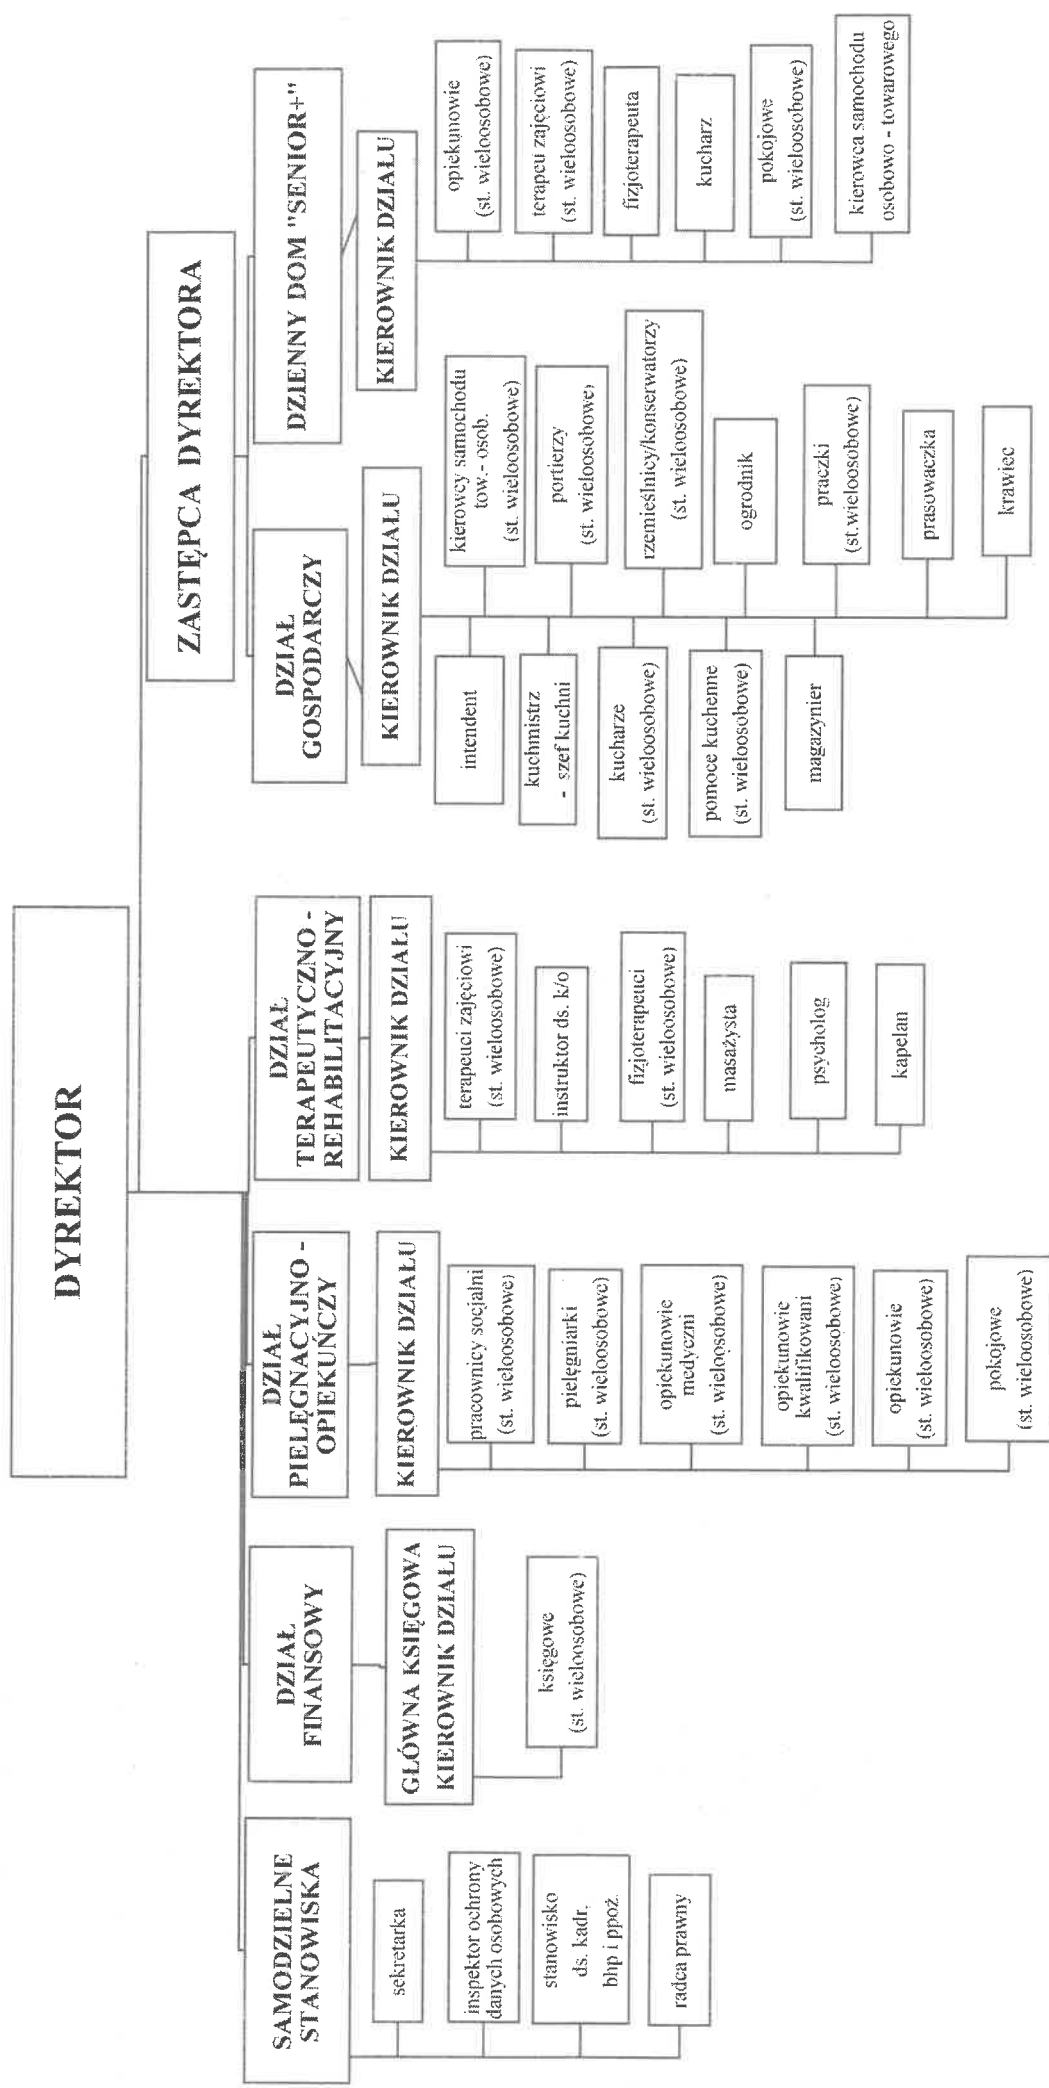 DYREKTOR
ZASTĘPCA DYREKTORA
SAMODZIELNE
STANOWISKA
sekretarka
inspektor ochrony
danych osobowych
stanowisko
ds. kadr,
bhp i ppoż.
radca prawny
DZIAŁ
FINANSOWY
GŁÓWNA KSIĘGOWA
KIEROWNIK DZIAŁU
księgowe
(st. wieloosobowe)
DZIAŁ
PIELĘGNACYJNO -
OPIEKUŃCZY
KIEROWNIK DZIAŁU
pracownicy socjalni
(st. wieloosobowe)
pielęgniarki
(st. wieloosobowe)
opiekunowie
medyczni
(st. wieloosobowe)
opiekunowie
kwalifikowani
(st. wieloosobowe)
opiekunowie
(st. wieloosobowe)
pokojowe
(st. wieloosobowe)
DZIAŁ
TERAPEUTYCZNO -
REHABILITACYJNY
KIEROWNIK DZIAŁU
terapeuci zajęciowi
(st. wieloosobowe)
instruktor ds. k/o
fizjoterapeuci
(st. wieloosobowe)
masażysta
psycholog
kapelan
DZIAŁ
GOSPODARCZY
KIEROWNIK DZIAŁU
intendent
kuchmistrz
- szef kuchni
kucharze
(st. wieloosobowe)
pomoce kuchenne
(st. wieloosobowe)
magazynier
kierowcy samochodu
tow.- osob.
(st. wieloosobowe)
portierzy
(st. wieloosobowe)
rzemieślnicy/konserwatorzy
(st. wieloosobowe)
ogrodnik
praczki
(st.wieloosobowe)
prasowaczka
krawiec
DZIENNY DOM "SENIOR+"
KIEROWNIK DZIAŁU
opiekunowie
(st. wieloosobowe)
terapeu zajęciowi
(st. wieloosobowe)
fizjoterapeuta
kucharz
pokojowe
(st. wieloosobowe)
kierowca samochodu
osobowo - towarowego